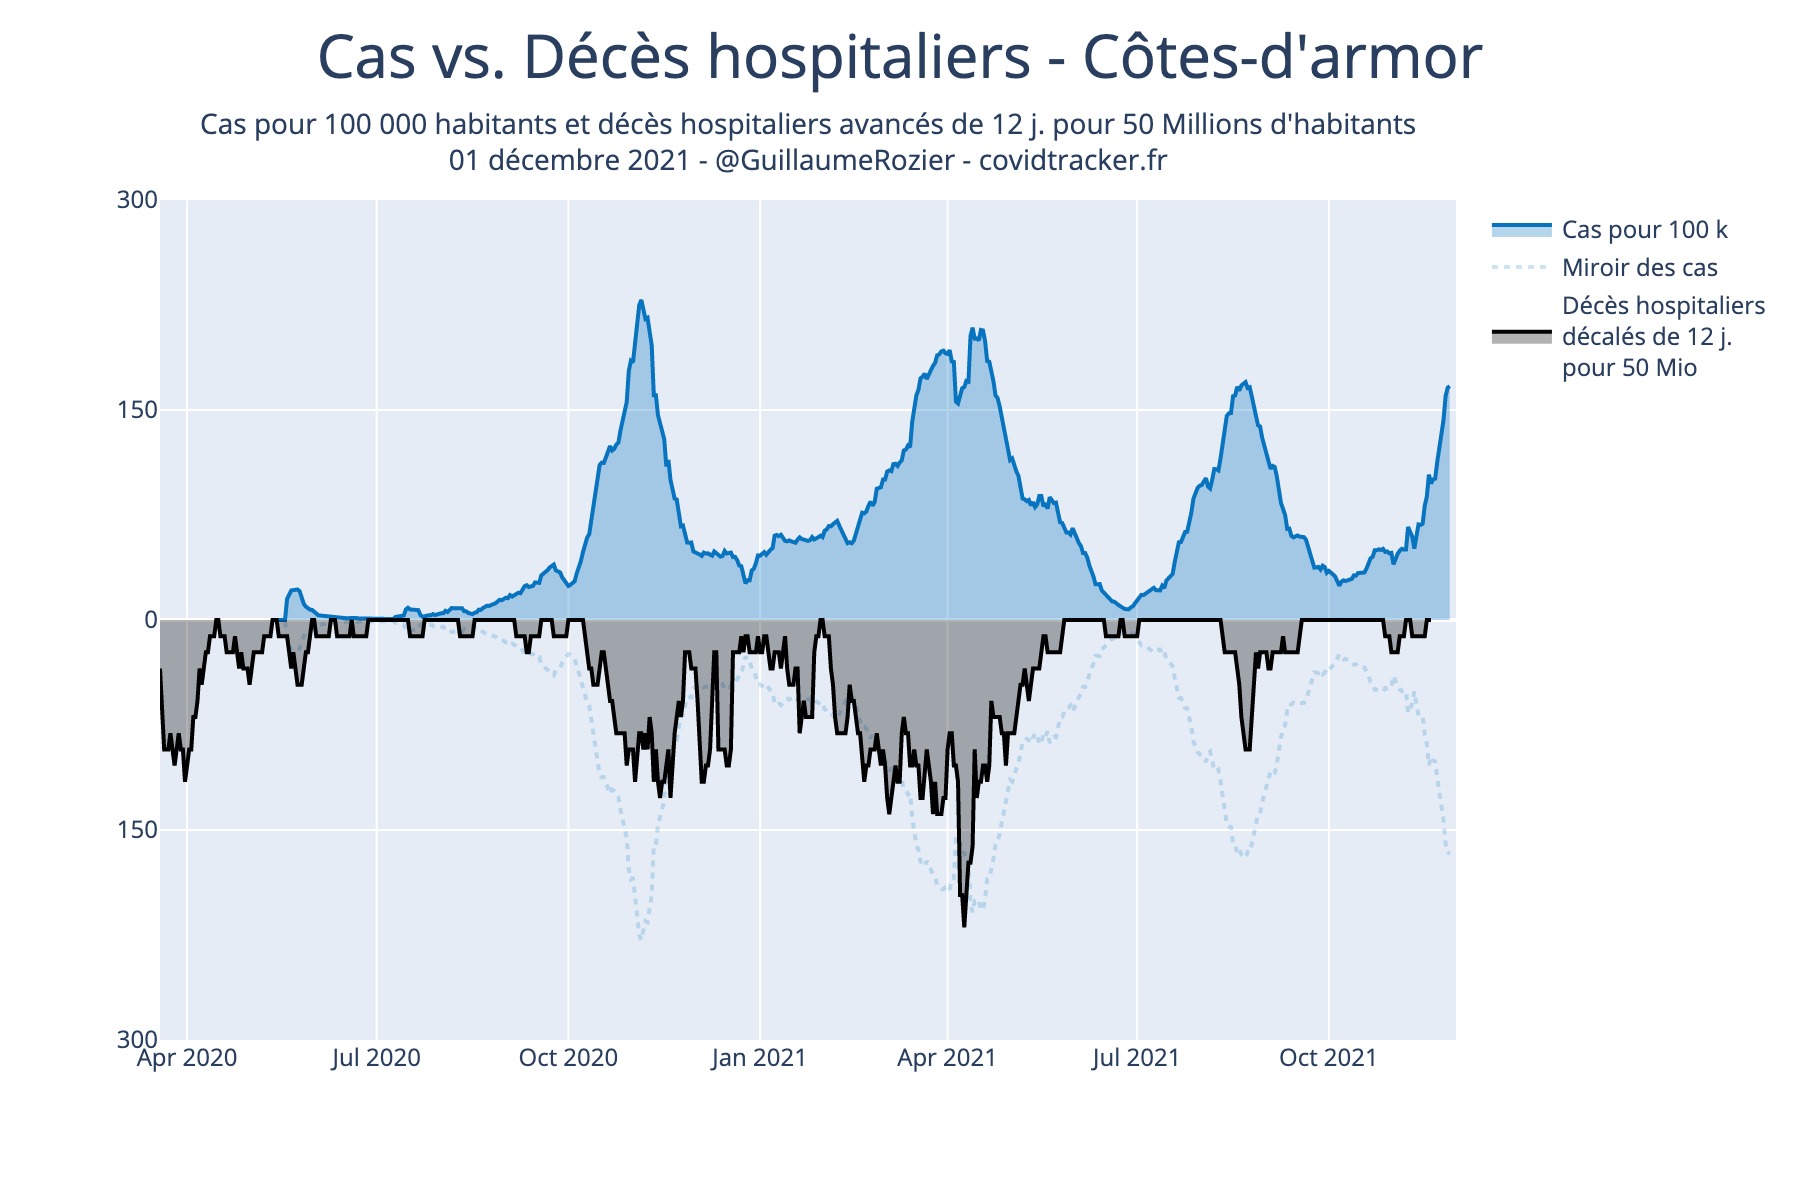 Cas vs. Décès hospitaliers - Côtes-d'armor
Cas pour 100 000 habitants et décès hospitaliers avancés de 12 j. pour 50 Millions d'habitants
01 décembre 2021 - @GuillaumeRozier - covidtracker.fr
300
150
0
150
300
Apr 2020
Jul 2020
Oct 2020
Jan 2021
Apr 2021
Jul 2021
Oct 2021
Cas pour 100 k
Miroir des cas
Décès hospitaliers
décalés de 12 j.
pour 50 Mio